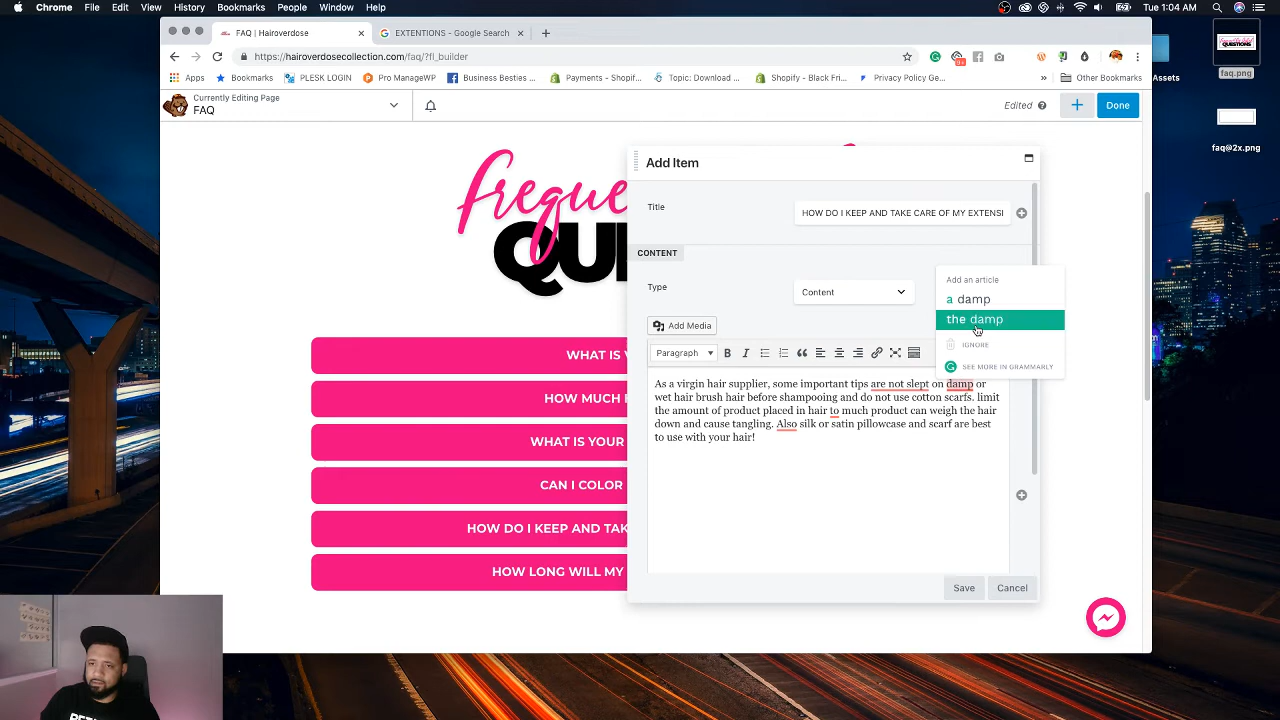 Chrome File Edit View History Bookmarks People Window Help
Tue 1:04 AM
FAQ | Hairoverdose
EXTENTIONS - Google Search
https://hairoverdosecollection.com/faq/?fl_builder
Apps
Bookmarks
PLESK LOGIN
Pro ManageWP
Business Besties ...
Payments – Shopif...
Topic: Download ...
Shopify - Black Fri...
Privacy Policy Ge...
»
Other Bookmarks
Assets
faq.png
faq@2x.png
Currently Editing Page
FAQ
Edited
Done
QUESTIONS
Add Item
Title
HOW DO I KEEP AND TAKE CARE OF MY EXTENSI
CONTENT
Type
Content
Add an article
a damp
the damp
IGNORE
SEE MORE IN GRAMMARLY
Add Media
Paragraph
B I
As a virgin hair supplier, some important tips are not slept on damp or
wet hair brush hair before shampooing and do not use cotton scarfs. limit
the amount of product placed in hair to much product can weigh the hair
down and cause tangling. Also silk or satin pillowcase and scarf are best
to use with your hair!
Save
Cancel
freque
QUE
WHAT IS
HOW MUCH
WHAT IS YOUR
CAN I COLOR
HOW DO I KEEP AND TAK
HOW LONG WILL MY